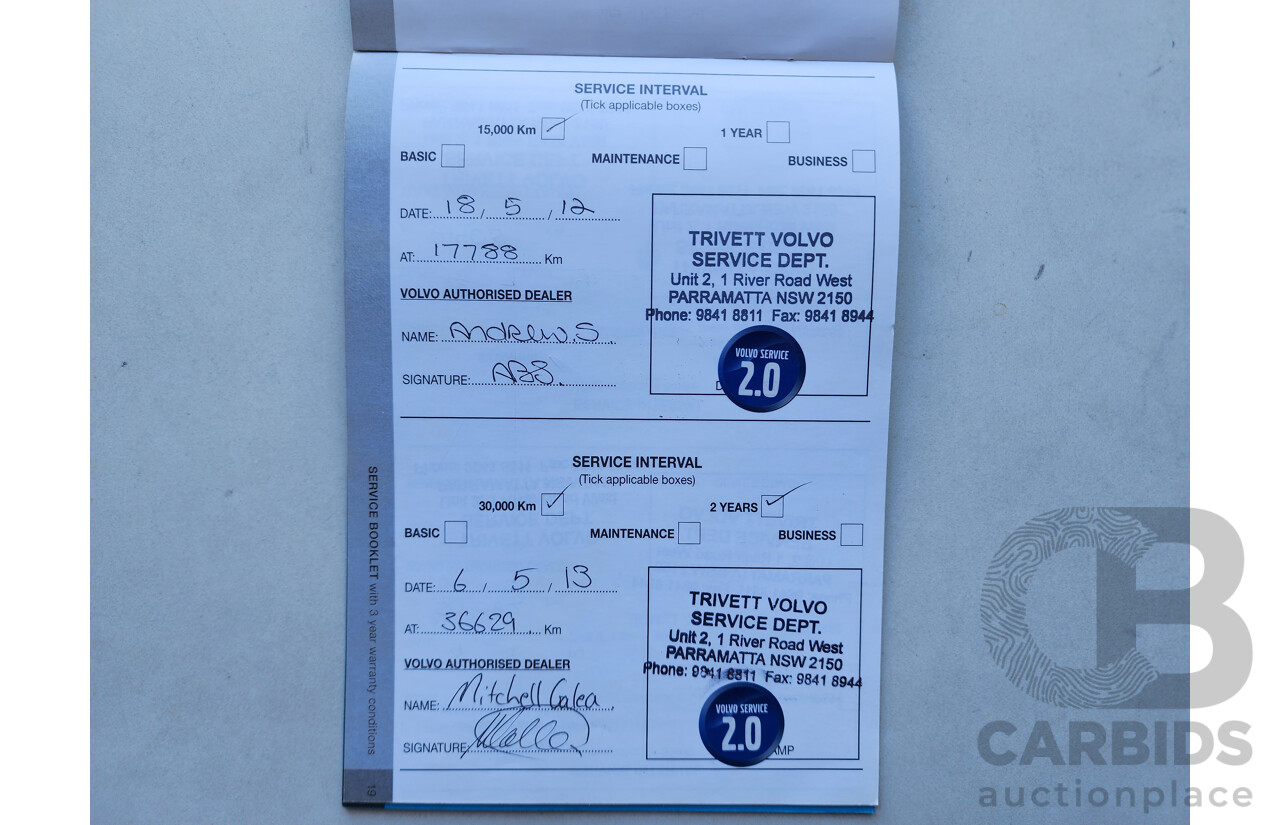 SERVICE INTERVAL
(Tick applicable boxes)
15,000 Km 1 YEAR
BASIC MAINTENANCE BUSINESS
DATE: 18 / 5 / 12
AT: 17788 Km
VOLVO AUTHORISED DEALER
NAME: Andrew.S.
SIGNATURE:
TRIVETT VOLVO
SERVICE DEPT.
Unit 2, 1 River Road West
PARRAMATTA NSW 2150
Phone: 9841 8811 Fax: 9841 8944
VOLVO SERVICE
2.0
SERVICE INTERVAL
(Tick applicable boxes)
30,000 Km 2 YEARS
BASIC MAINTENANCE BUSINESS
DATE: 6 / 5 / 13
AT: 36629 Km
VOLVO AUTHORISED DEALER
NAME: Mitchell Galea
SIGNATURE
TRIVETT VOLVO
SERVICE DEPT.
Unit 2, 1 River Road West
PARRAMATTA NSW 2150
Phone: 9841 8811 Fax: 9841 8944
VOLVO SERVICE
2.0
SERVICE BOOKLET with 3 year warranty conditions
19
CB
CARBIDS
auctionplace